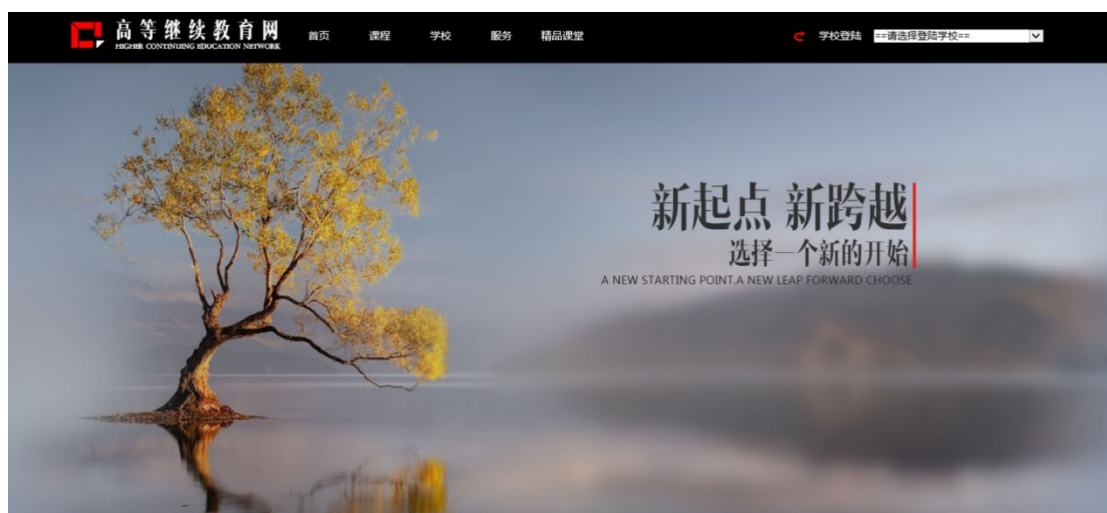 高等继续教育网
HIGHER CONTINUING EDUCATION NETWORK
首页 课程 学校 服务 精品课堂
学校登陆 ==请选择登陆学校==
新起点 新跨越
选择一个新的开始
A NEW STARTING POINT.A NEW LEAP FORWARD CHOOSE